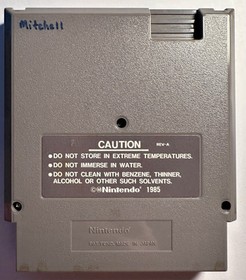 Mitchell
CAUTION
REV-A
●DO NOT STORE IN EXTREME TEMPERATURES.
●DO NOT IMMERSE IN WATER.
●DO NOT CLEAN WITH BENZENE, THINNER,
ALCOHOL OR OTHER SUCH SOLVENTS.
©®Nintendo® 1985
Nintendo